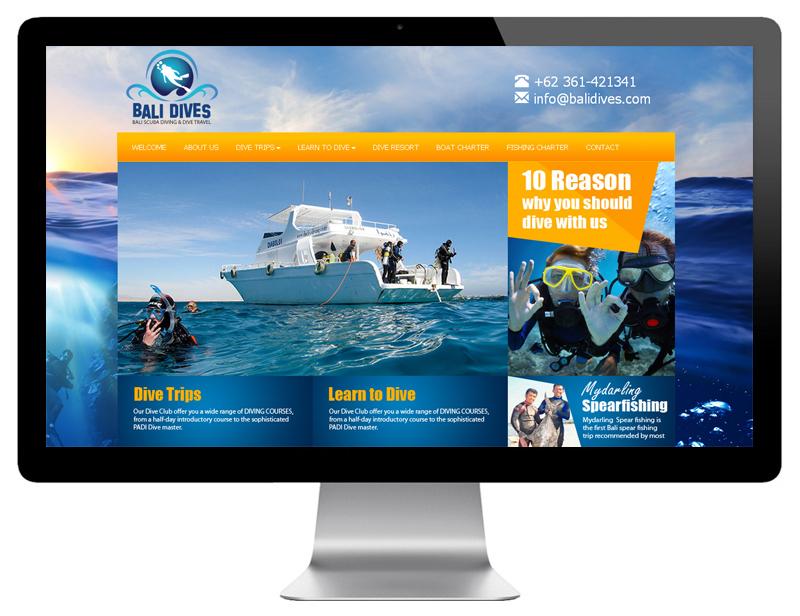 BALI DIVES
BALI SCUBA DIVING & DIVE TRAVEL
+62 361-421341
info@balidives.com
WELCOME ABOUT US DIVE TRIPS LEARN TO DIVE DIVE RESORT BOAT CHARTER FISHING CHARTER CONTACT
10 Reason
why you should
dive with us
Dive Trips
Our Dive Club offer you a wide range of DIVING COURSES,
from a half-day introductory course to the sophisticated
PADI Dive master.
Learn to Dive
Our Dive Club offer you a wide range of DIVING COURSES,
from a half-day introductory course to the sophisticated
PADI Dive master.
Mydarling
Spearfishing
Mydarling Spear fishing is
the first Bali spear fishing
trip recommended by most